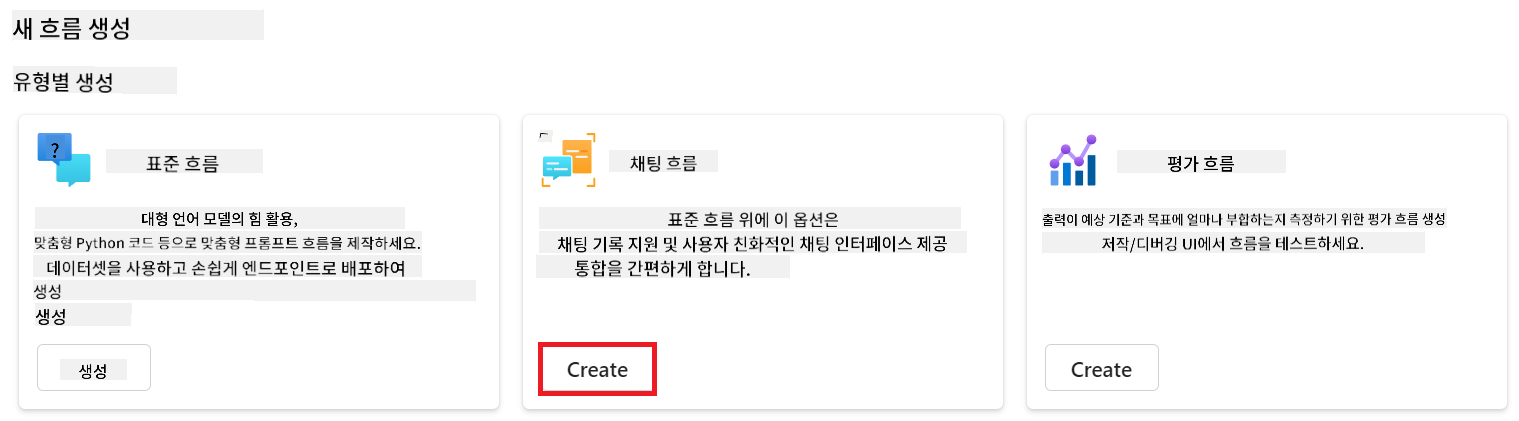 새 흐름 생성
유형별 생성
?
표준 흐름
대형 언어 모델의 힘 활용,
맞춤형 Python 코드 등으로 맞춤형 프롬프트 흐름을 제작하세요.
데이터셋을 사용하고 손쉽게 엔드포인트로 배포하여
생성
생성
생성
채팅 흐름
표준 흐름 위에 이 옵션은
채팅 기록 지원 및 사용자 친화적인 채팅 인터페이스 제공
통합을 간편하게 합니다.
Create
평가 흐름
출력이 예상 기준과 목표에 얼마나 부합하는지 측정하기 위한 평가 흐름 생성
저작/디버깅 UI에서 흐름을 테스트하세요.
Create